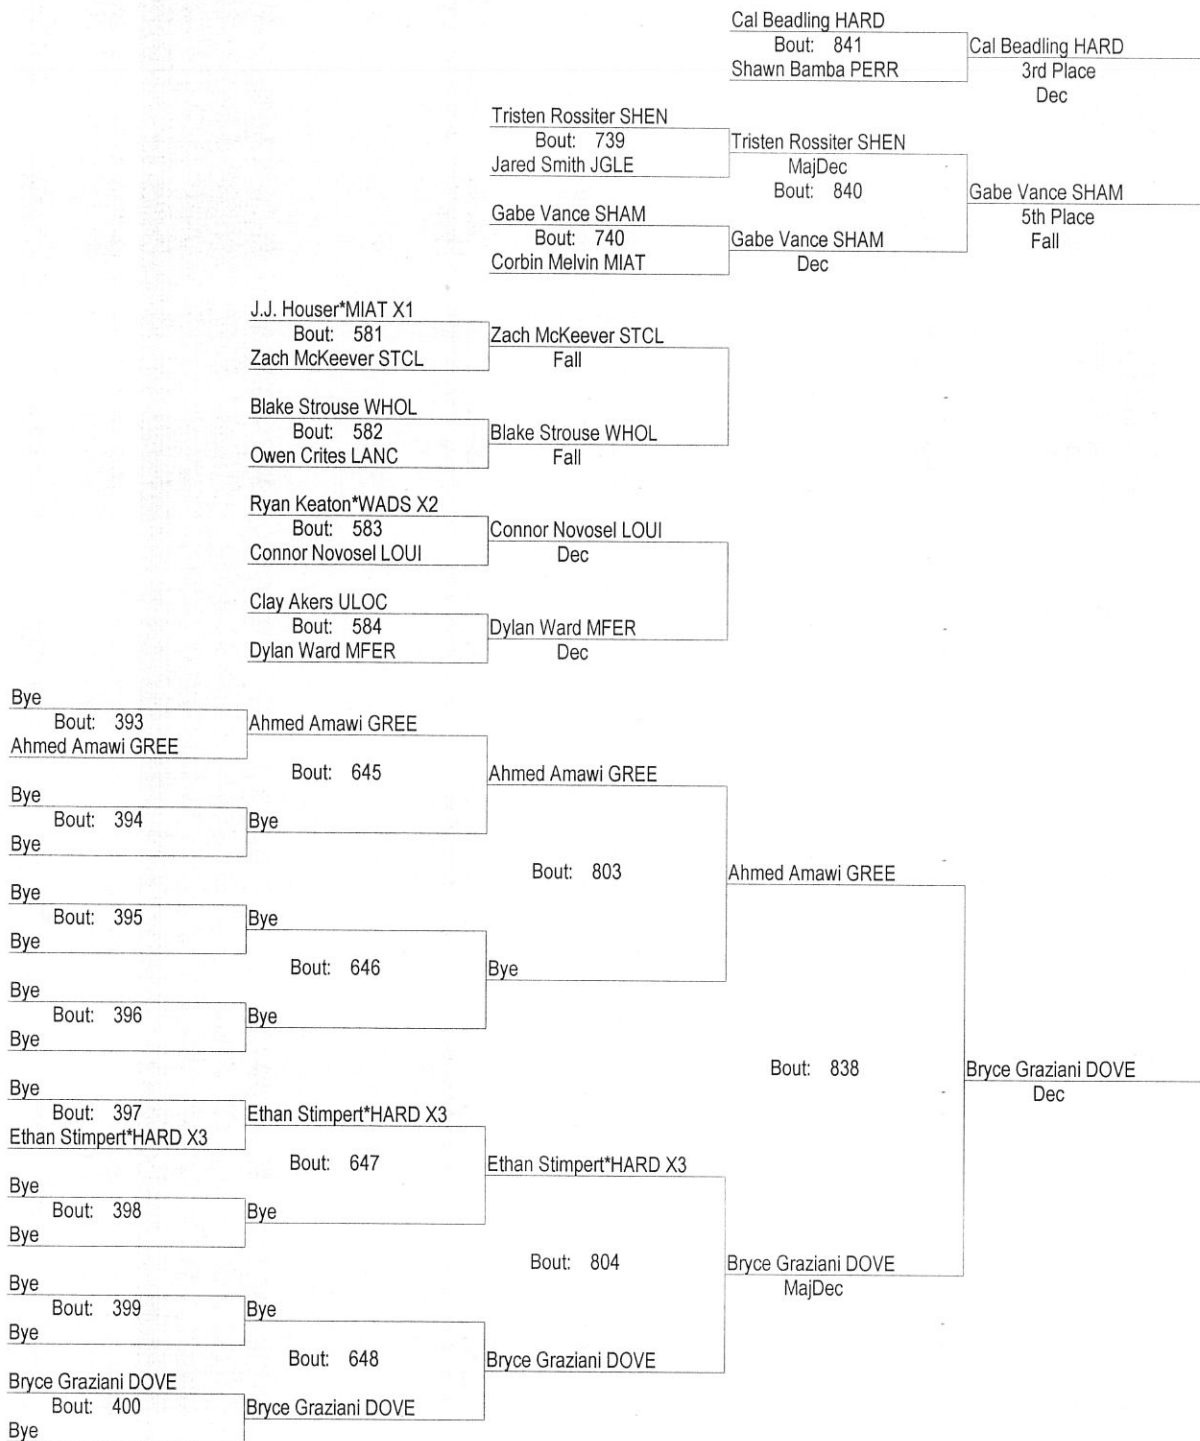 Cal Beadling HARD
Bout: 841
Shawn Bamba PERR
Cal Beadling HARD
3rd Place
Dec
Tristen Rossiter SHEN
Bout: 739
Jared Smith JGLE
Tristen Rossiter SHEN
MajDec
Bout: 840
Gabe Vance SHAM
5th Place
Fall
Gabe Vance SHAM
Bout: 740
Corbin Melvin MIAT
Gabe Vance SHAM
Dec
J.J. Houser*MIAT X1
Bout: 581
Zach McKeever STCL
Zach McKeever STCL
Fall
Blake Strouse WHOL
Bout: 582
Owen Crites LANC
Blake Strouse WHOL
Fall
Ryan Keaton*WADS X2
Bout: 583
Connor Novosel LOUI
Connor Novosel LOUI
Dec
Clay Akers ULOC
Bout: 584
Dylan Ward MFER
Dylan Ward MFER
Dec
Bye
Bout: 393
Ahmed Amawi GREE
Ahmed Amawi GREE
Bout: 645
Ahmed Amawi GREE
Bye
Bout: 394
Bye
Bye
Bout: 803
Ahmed Amawi GREE
Bye
Bout: 395
Bye
Bye
Bout: 646
Bye
Bye
Bout: 396
Bye
Bye
Bout: 838
Bryce Graziani DOVE
Dec
Bye
Bout: 397
Ethan Stimpert*HARD X3
Ethan Stimpert*HARD X3
Bout: 647
Ethan Stimpert*HARD X3
Bye
Bout: 398
Bye
Bye
Bout: 804
Bryce Graziani DOVE
MajDec
Bye
Bout: 399
Bye
Bye
Bout: 648
Bryce Graziani DOVE
Bryce Graziani DOVE
Bout: 400
Bye
Bryce Graziani DOVE